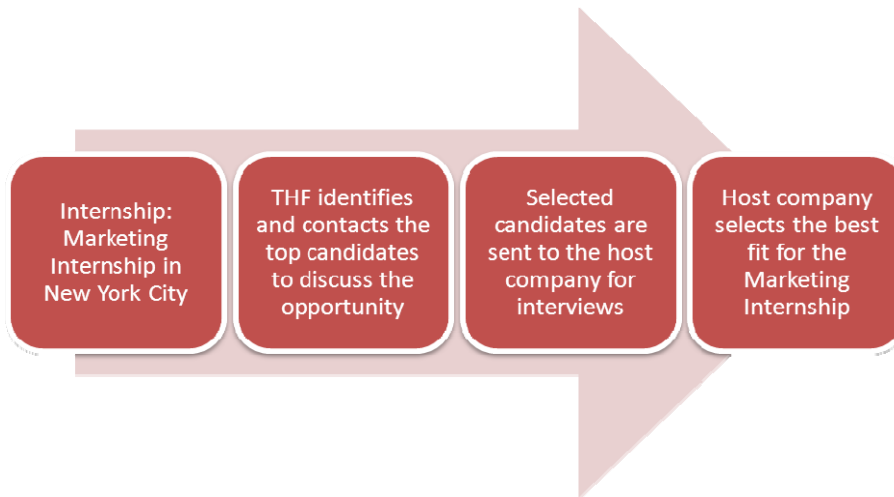 Internship:
Marketing
Internship in
New York City
THF identifies
and contacts the
top candidates
to discuss the
opportunity
Selected
candidates are
sent to the host
company for
interviews
Host company
selects the best
fit for the
Marketing
Internship